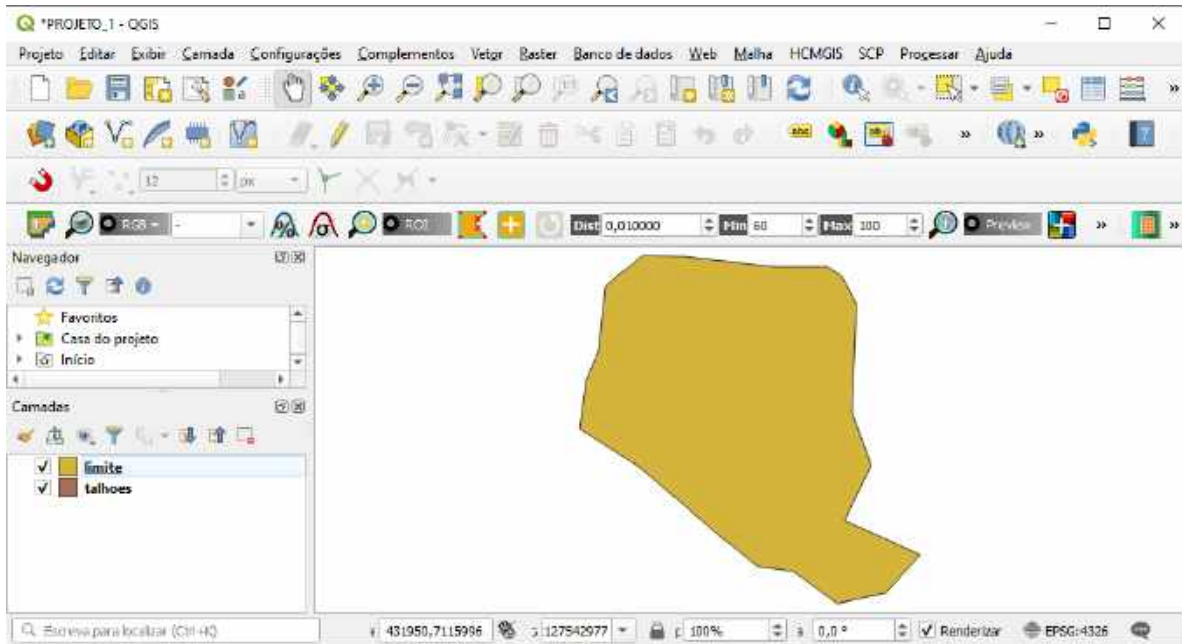 *PROJETO_1 - QGIS
Projeto Editar Exibir Camada Configurações Complementos Vetor Raster Banco de dados Web Malha HCMGIS SCP Processar Ajuda
abc
12 px
RGB = - ROI Dist 0,010000 Min 60 Max 100 Preview
Navegador
Favoritos
Casa do projeto
Início
Camadas
limite
talhoes
Escreva para localizar (Ctrl+K) 431950,7115996 127542977 100% 0,0 ° Renderizar EPSG:4326